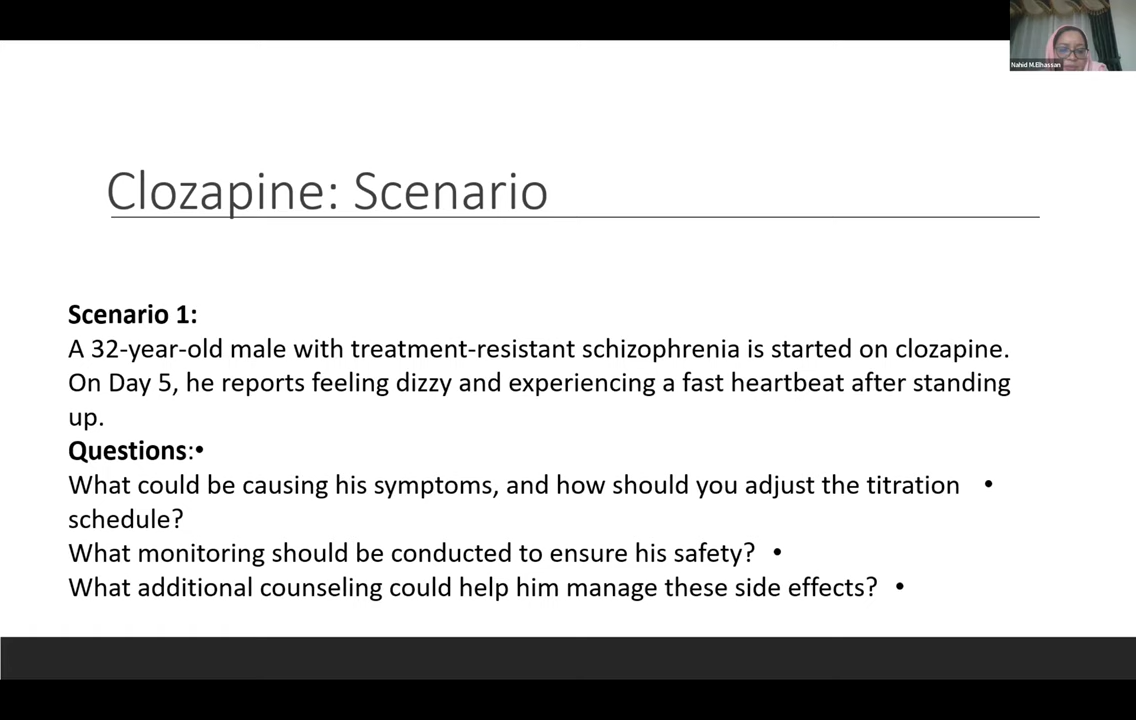 Nahid M.Elhassan
Clozapine: Scenario
Scenario 1:
A 32-year-old male with treatment-resistant schizophrenia is started on clozapine.
On Day 5, he reports feeling dizzy and experiencing a fast heartbeat after standing
up.
Questions:•
What could be causing his symptoms, and how should you adjust the titration •
schedule?
What monitoring should be conducted to ensure his safety? •
What additional counseling could help him manage these side effects? •